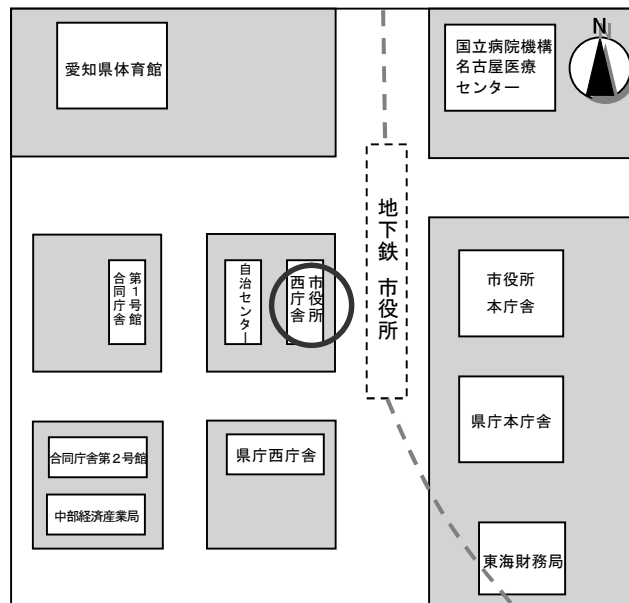 愛知県体育館
国立病院機構
名古屋医療
センター
N
地下鉄 市役所
合同庁舎
第1号館
自治センター
市役所
西庁舎
市役所
本庁舎
県庁本庁舎
合同庁舎第２号館
中部経済産業局
県庁西庁舎
東海財務局